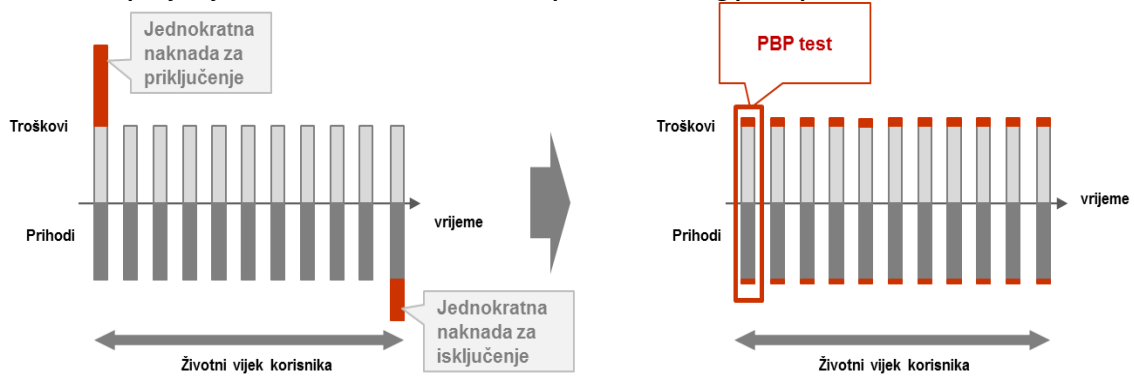 Jednokratna
naknada za
priključenje
Troškovi
Prihodi
vrijeme
Jednokratna
naknada za
isključenje
Životni vijek korisnika
PBP test
Troškovi
Prihodi
vrijeme
Životni vijek korisnika